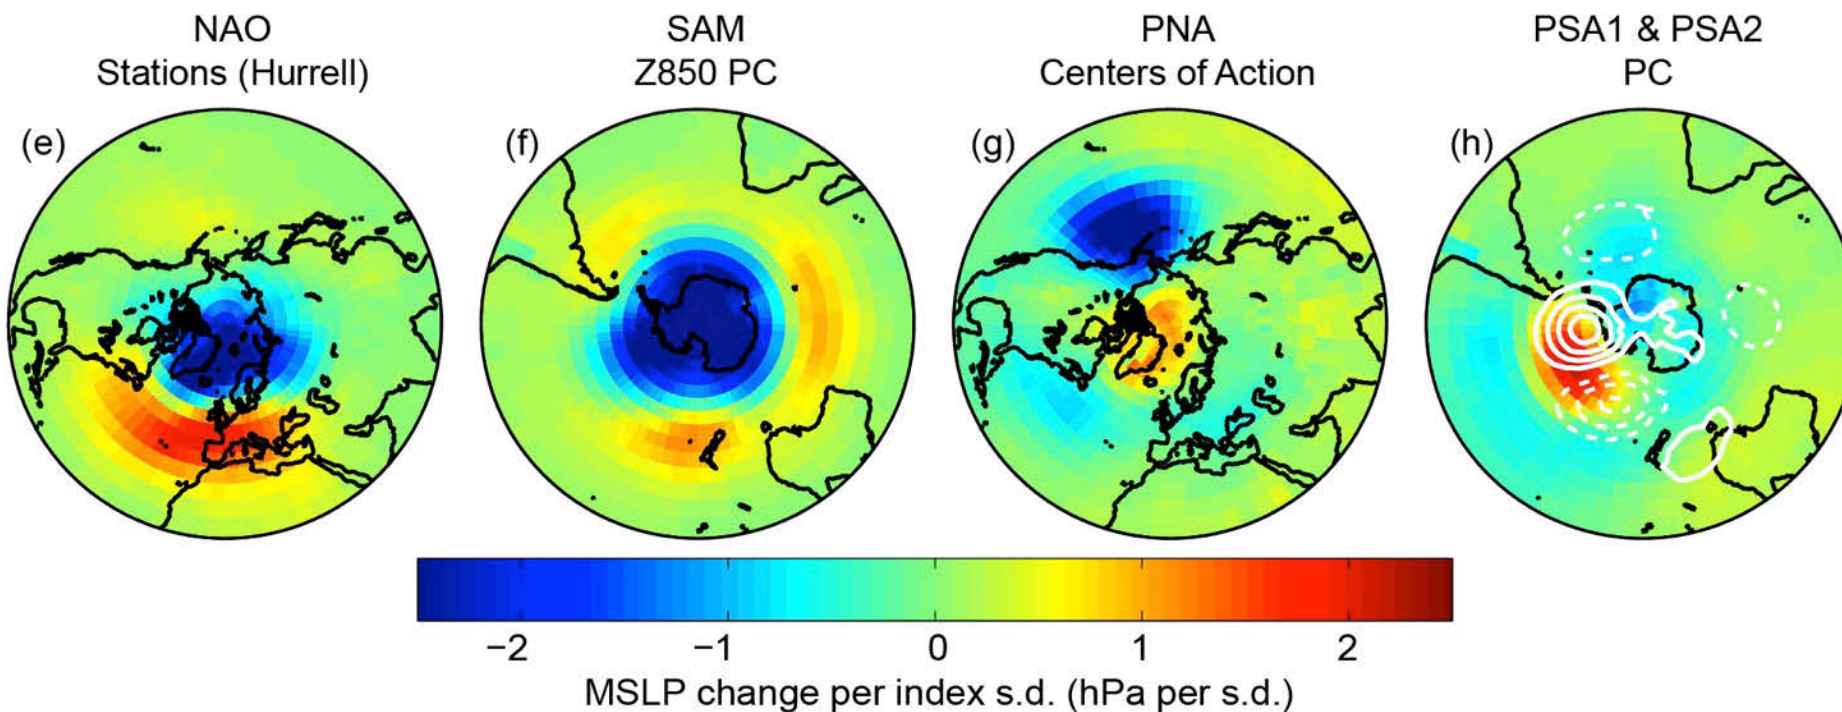 NAO
Stations (Hurrell)
SAM
Z850 PC
PNA
Centers of Action
PSA1 & PSA2
PC
(e)
(f)
(g)
(h)
−2
−1
0
1
2
MSLP change per index s.d. (hPa per s.d.)